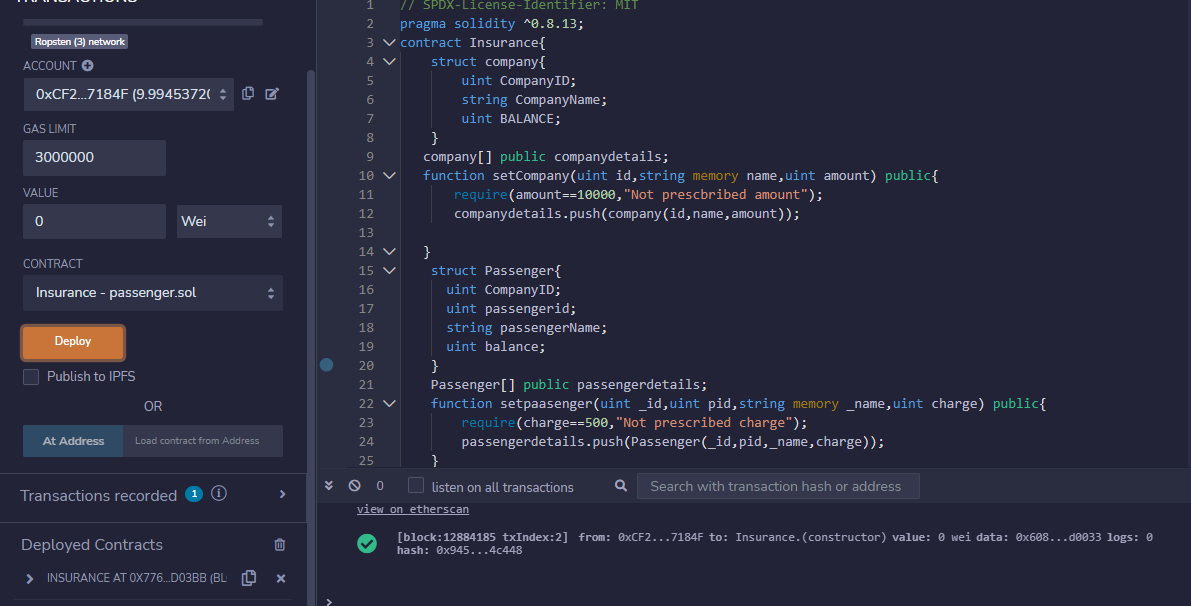 TRANSACTIONS
Ropsten (3) network
ACCOUNT
0xCF2...7184F (9.99453720
GAS LIMIT
3000000
VALUE
0
Wei
CONTRACT
Insurance - passenger.sol
Deploy
Publish to IPFS
OR
At Address
Load contract from Address
Transactions recorded 1 i
Deployed Contracts
INSURANCE AT 0X776...D03BB (BL
1 // SPDX-License-Identifier: MIT
2 pragma solidity ^0.8.13;
3 contract Insurance{
4 struct company{
5 uint CompanyID;
6 string CompanyName;
7 uint BALANCE;
8 }
9 company[] public companydetails;
10 function setCompany(uint id,string memory name,uint amount) public{
11 require(amount==10000,"Not prescbribed amount");
12 companydetails.push(company(id,name,amount));
13
14 }
15 struct Passenger{
16 uint CompanyID;
17 uint passengerid;
18 string passengerName;
19 uint balance;
20 }
21 Passenger[] public passengerdetails;
22 function setpaasenger(uint _id,uint pid,string memory _name,uint charge) public{
23 require(charge==500,"Not prescribed charge");
24 passengerdetails.push(Passenger(_id,pid,_name,charge));
25 }
0
listen on all transactions
Search with transaction hash or address
view on etherscan
[block:12884185 txIndex:2] from: 0xCF2...7184F to: Insurance.(constructor) value: 0 wei data: 0x608...d0033 logs: 0
hash: 0x945...4c448
>